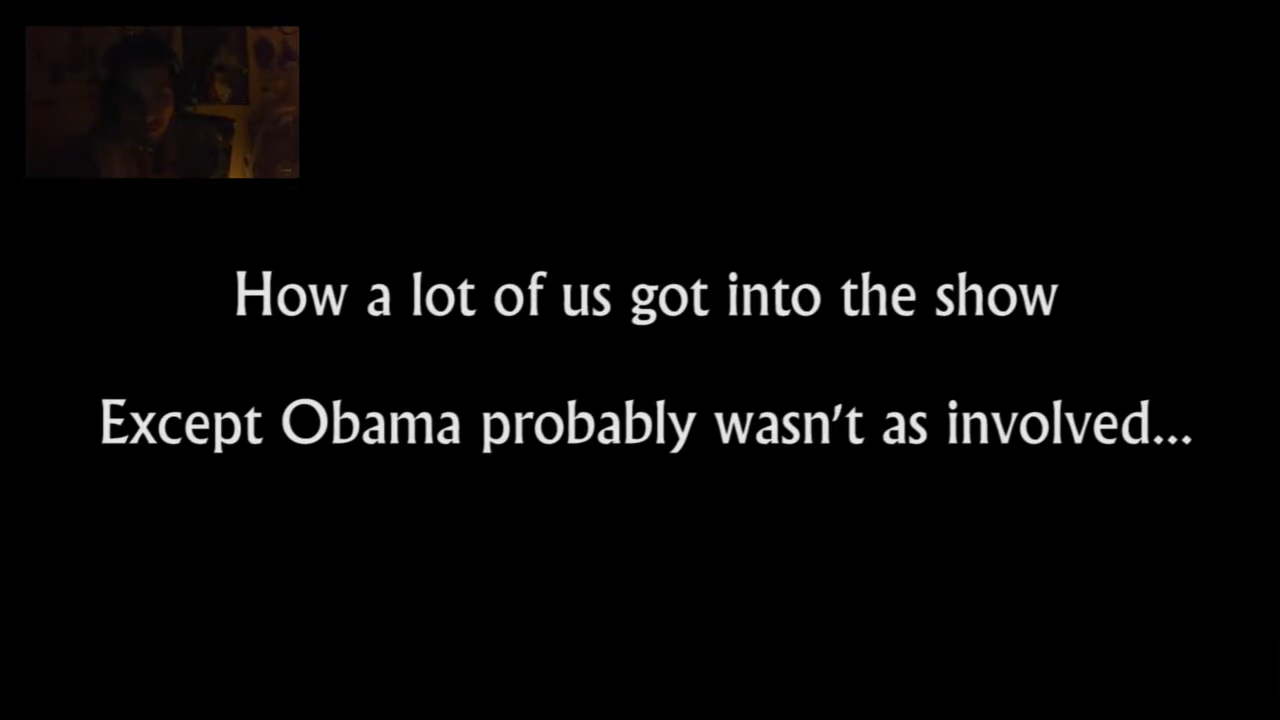 How a lot of us got into the show
Except Obama probably wasn't as involved...